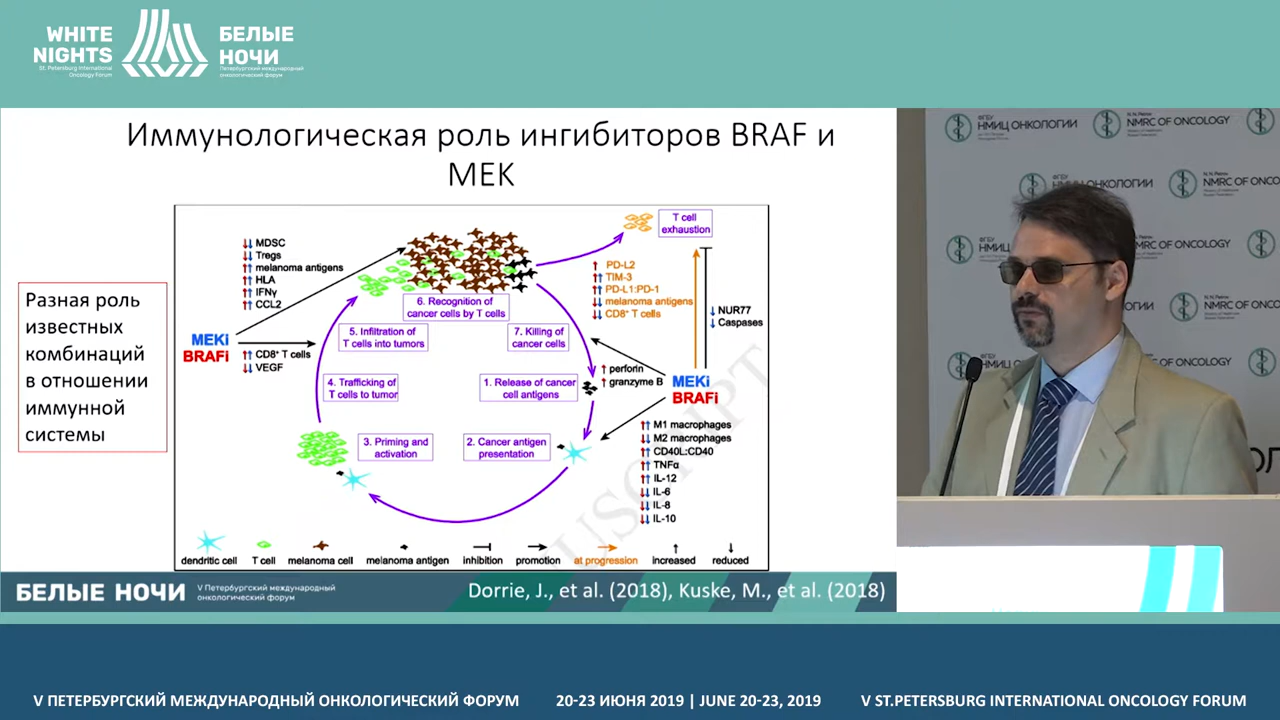 WHITE
NIGHTS
St. Petersburg International
Oncology Forum
БЕЛЫЕ
НОЧИ
Петербургский международный
онкологический форум
Иммунологическая роль ингибиторов BRAF и
MEK
Разная роль
известных
комбинаций
в отношении
иммунной
системы
↓↓ MDSC
↓↓ Tregs
↑↑ melanoma antigens
↑↑ HLA
↑↑ IFNγ
↑↑ CCL2
MEKi
BRAFi
↑↑ CD8⁺ T cells
↓↓ VEGF
T cell
exhaustion
↑ PD-L2
↑↑ TIM-3
↑↑ PD-L1:PD-1
↓↓ melanoma antigens
↓↓ CD8⁺ T cells
↓ NUR77
↓ Caspases
6. Recognition of
cancer cells by T cells
5. Infiltration of
T cells into tumors
7. Killing of
cancer cells
4. Trafficking of
T cells to tumor
1. Release of cancer
cell antigens
↑ perforin
↑ granzyme B
MEKi
BRAFi
3. Priming and
activation
2. Cancer antigen
presentation
↑↑ M1 macrophages
↓↓ M2 macrophages
↑↑ CD40L:CD40
↑↑ TNFα
↑↑ IL-12
↓↓ IL-6
↓↓ IL-8
↓↓ IL-10
USCRIPT
dendritic cell
T cell
melanoma cell
melanoma antigen
inhibition
promotion
at progression
increased
reduced
БЕЛЫЕ НОЧИ
V Петербургский международный
онкологический форум
Dorrie, J., et al. (2018), Kuske, M., et al. (2018)
ФГБУ
НМИЦ ОНКОЛОГИИ
NMRC OF ONCOLOGY
V ПЕТЕРБУРГСКИЙ МЕЖДУНАРОДНЫЙ ОНКОЛОГИЧЕСКИЙ ФОРУМ
20-23 ИЮНЯ 2019 | JUNE 20-23, 2019
V ST.PETERSBURG INTERNATIONAL ONCOLOGY FORUM